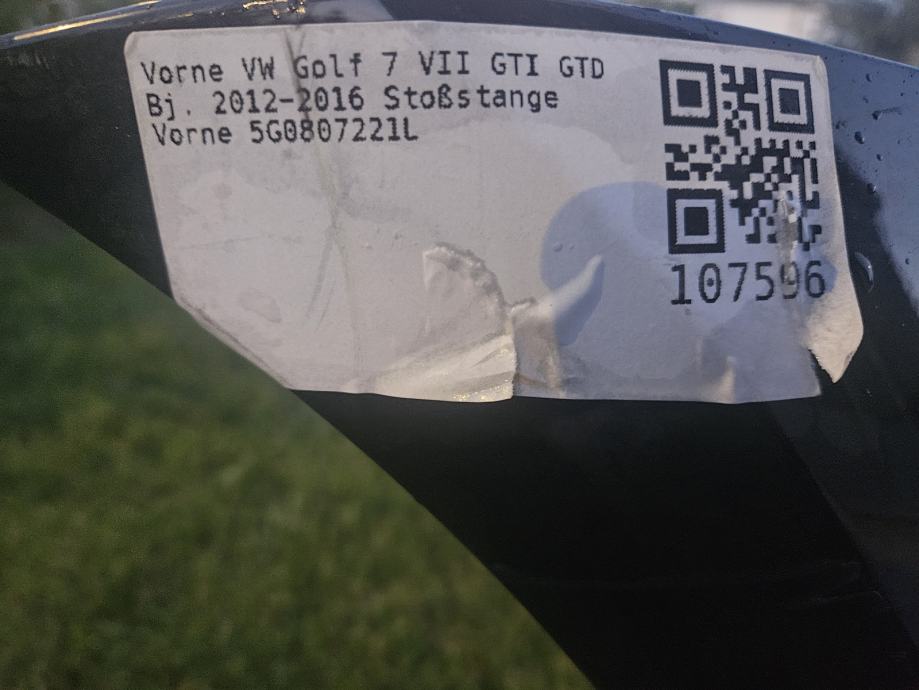 Vorne VW Golf 7 VII GTI GTD
Bj. 2012-2016 Stoßstange
Vorne 5G0807221L
107596